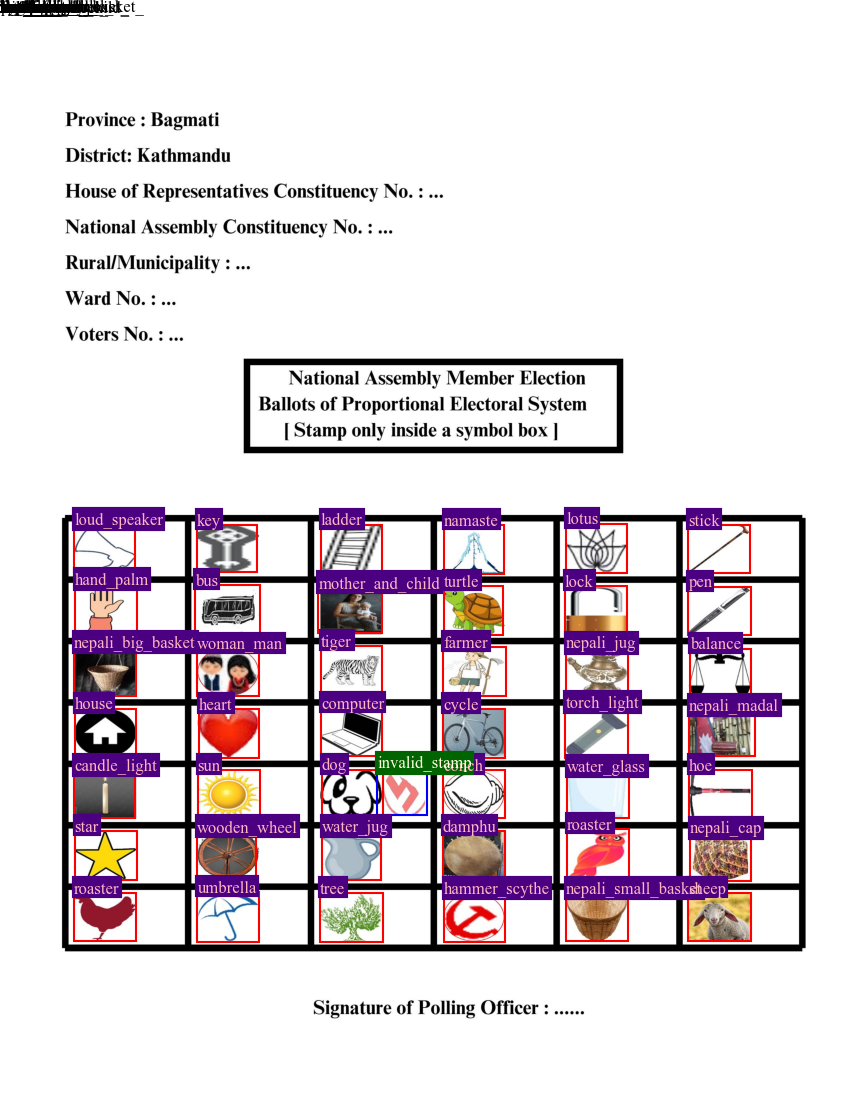 Province : Bagmati
District: Kathmandu
House of Representatives Constituency No. : ...
National Assembly Constituency No. : ...
Rural/Municipality : ...
Ward No. : ...
Voters No. : ...
National Assembly Member Election
Ballots of Proportional Electoral System
[ Stamp only inside a symbol box ]
loud_speaker key ladder namaste lotus stick
hand_palm bus mother_and_child turtle lock pen
nepali_big_basket woman_man tiger farmer nepali_jug balance
house heart computer cycle torch_light nepali_madal
candle_light sun dog invalid_stamp water_glass hoe
star wooden_wheel water_jug damphu roaster nepali_cap
roaster umbrella tree hammer_scythe nepali_small_basket sheep
Signature of Polling Officer : ......